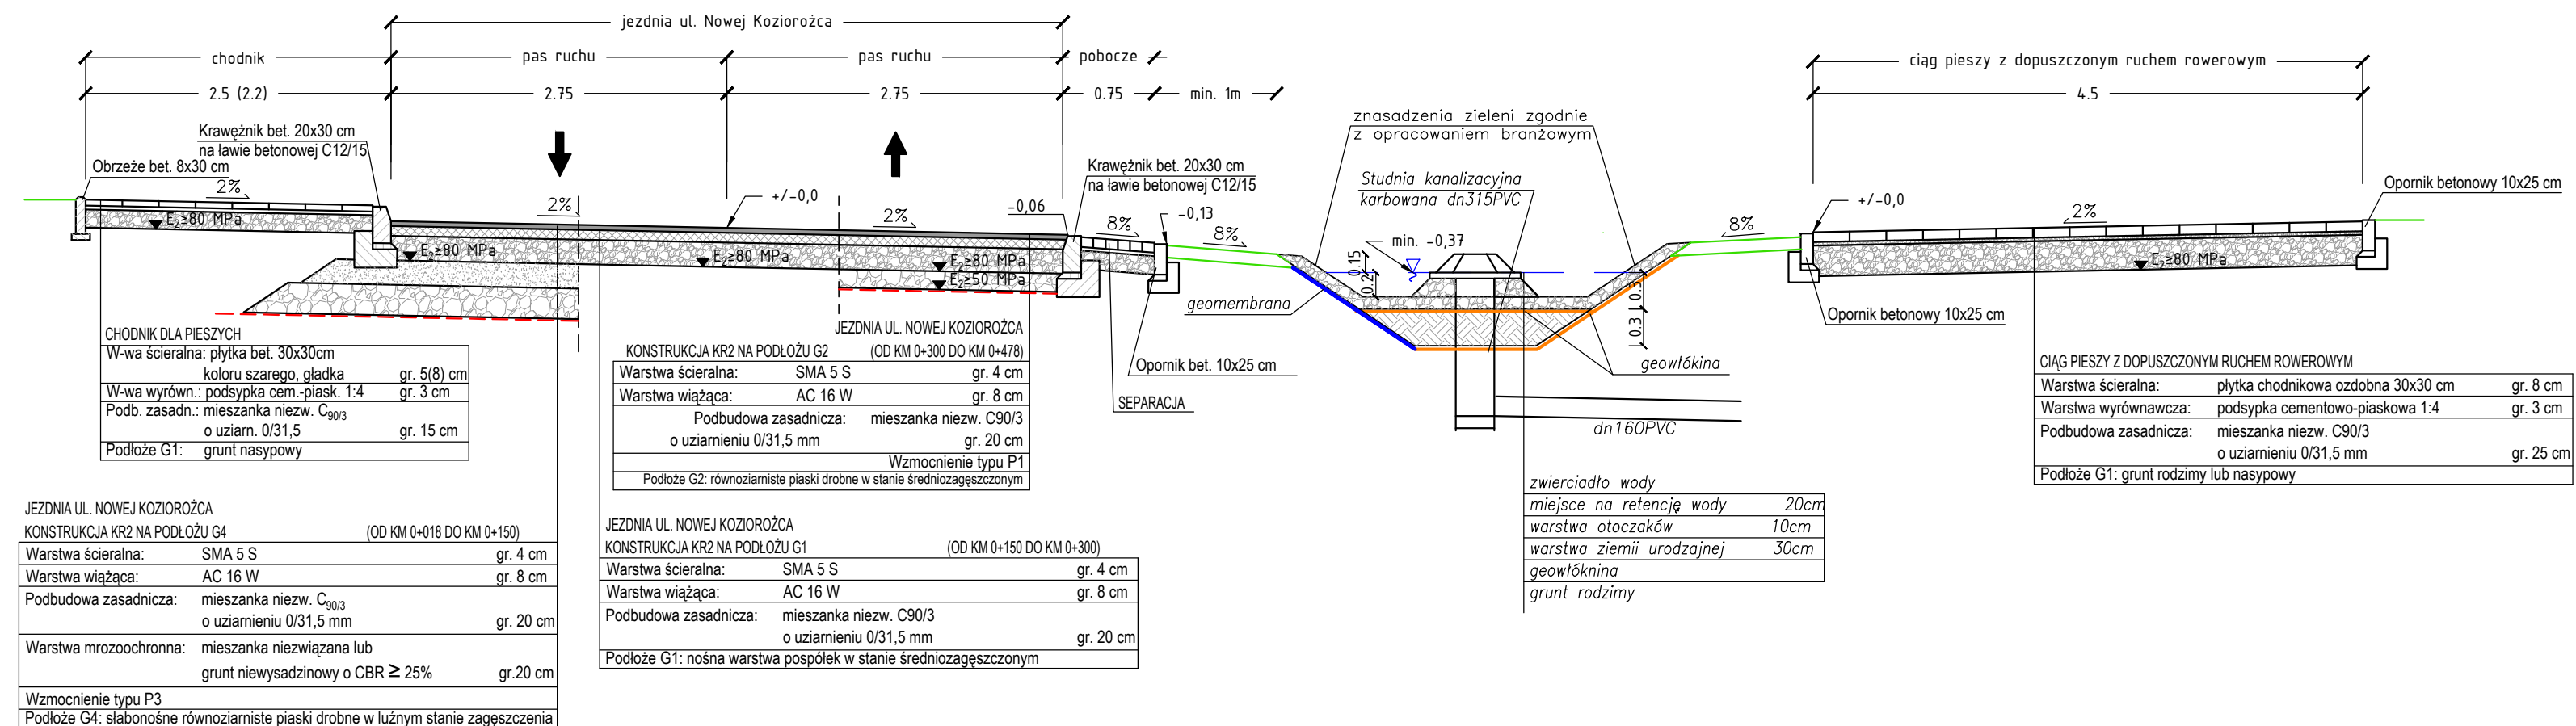 jezdnia ul. Nowej Koziorożca
chodnik
pas ruchu
pas ruchu
pobocze
ciąg pieszy z dopuszczonym ruchem rowerowym
2.5 (2.2)
2.75
2.75
0.75
min. 1m
4.5
Krawężnik bet. 20x30 cm
na ławie betonowej C12/15
Obrzeże bet. 8x30 cm
2%
2%
+/-0,0
2%
-0,06
Krawężnik bet. 20x30 cm
na ławie betonowej C12/15
8%
-0,13
8%
znasadzenia zieleni zgodnie
z opracowaniem branżowym
Studnia kanalizacyjna
karbowana dn315PVC
min. -0,37
0.15
0.2
0.3
0.3
8%
+/-0,0
2%
Opornik betonowy 10x25 cm
E2≥80 MPa
E2≥80 MPa
E2≥80 MPa
E2≥80 MPa
E2≥50 MPa
E2≥80 MPa
geomembrana
geowłókina
Opornik bet. 10x25 cm
SEPARACJA
dn160PVC
Opornik betonowy 10x25 cm
CHODNIK DLA PIESZYCH
W-wa ścieralna: płytka bet. 30x30cm
koloru szarego, gładka gr. 5(8) cm
W-wa wyrówn.: podsypka cem.-piask. 1:4 gr. 3 cm
Podb. zasadn.: mieszanka niezw. C90/3
o uziarn. 0/31,5 gr. 15 cm
Podłoże G1: grunt nasypowy
JEZDNIA UL. NOWEJ KOZIOROŻCA
KONSTRUKCJA KR2 NA PODŁOŻU G2 (OD KM 0+300 DO KM 0+478)
Warstwa ścieralna: SMA 5 S gr. 4 cm
Warstwa wiążąca: AC 16 W gr. 8 cm
Podbudowa zasadnicza: mieszanka niezw. C90/3
o uziarnieniu 0/31,5 mm gr. 20 cm
Wzmocnienie typu P1
Podłoże G2: równoziarniste piaski drobne w stanie średniozagęszczonym
CIĄG PIESZY Z DOPUSZCZONYM RUCHEM ROWEROWYM
Warstwa ścieralna: płytka chodnikowa ozdobna 30x30 cm gr. 8 cm
Warstwa wyrównawcza: podsypka cementowo-piaskowa 1:4 gr. 3 cm
Podbudowa zasadnicza: mieszanka niezw. C90/3
o uziarnieniu 0/31,5 mm gr. 25 cm
Podłoże G1: grunt rodzimy lub nasypowy
zwierciadło wody
miejsce na retencję wody 20cm
warstwa otoczaków 10cm
warstwa ziemii urodzajnej 30cm
geowłóknina
grunt rodzimy
JEZDNIA UL. NOWEJ KOZIOROŻCA
KONSTRUKCJA KR2 NA PODŁOŻU G4 (OD KM 0+018 DO KM 0+150)
Warstwa ścieralna: SMA 5 S gr. 4 cm
Warstwa wiążąca: AC 16 W gr. 8 cm
Podbudowa zasadnicza: mieszanka niezw. C90/3
o uziarnieniu 0/31,5 mm gr. 20 cm
Warstwa mrozoochronna: mieszanka niezwiązana lub
grunt niewysadzinowy o CBR ≥ 25% gr.20 cm
Wzmocnienie typu P3
Podłoże G4: słabonośne równoziarniste piaski drobne w luźnym stanie zagęszczenia
JEZDNIA UL. NOWEJ KOZIOROŻCA
KONSTRUKCJA KR2 NA PODŁOŻU G1 (OD KM 0+150 DO KM 0+300)
Warstwa ścieralna: SMA 5 S gr. 4 cm
Warstwa wiążąca: AC 16 W gr. 8 cm
Podbudowa zasadnicza: mieszanka niezw. C90/3
o uziarnieniu 0/31,5 mm gr. 20 cm
Podłoże G1: nośna warstwa pospółek w stanie średniozagęszczonym